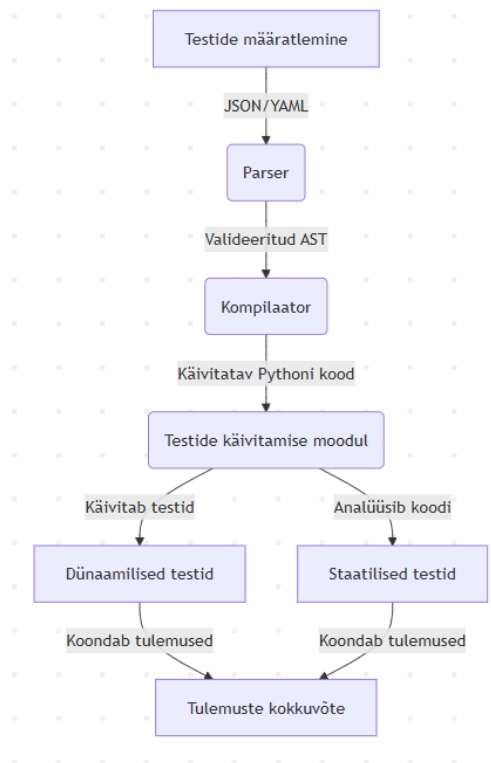 Testide määratlemine
JSON/YAML
Parser
Valideeritud AST
Kompilaator
Käivitatav Pythoni kood
Testide käivitamise moodul
Käivitab testid
Analüüsib koodi
Dünaamilised testid
Staatilised testid
Koondab tulemused
Koondab tulemused
Tulemuste kokkuvõte